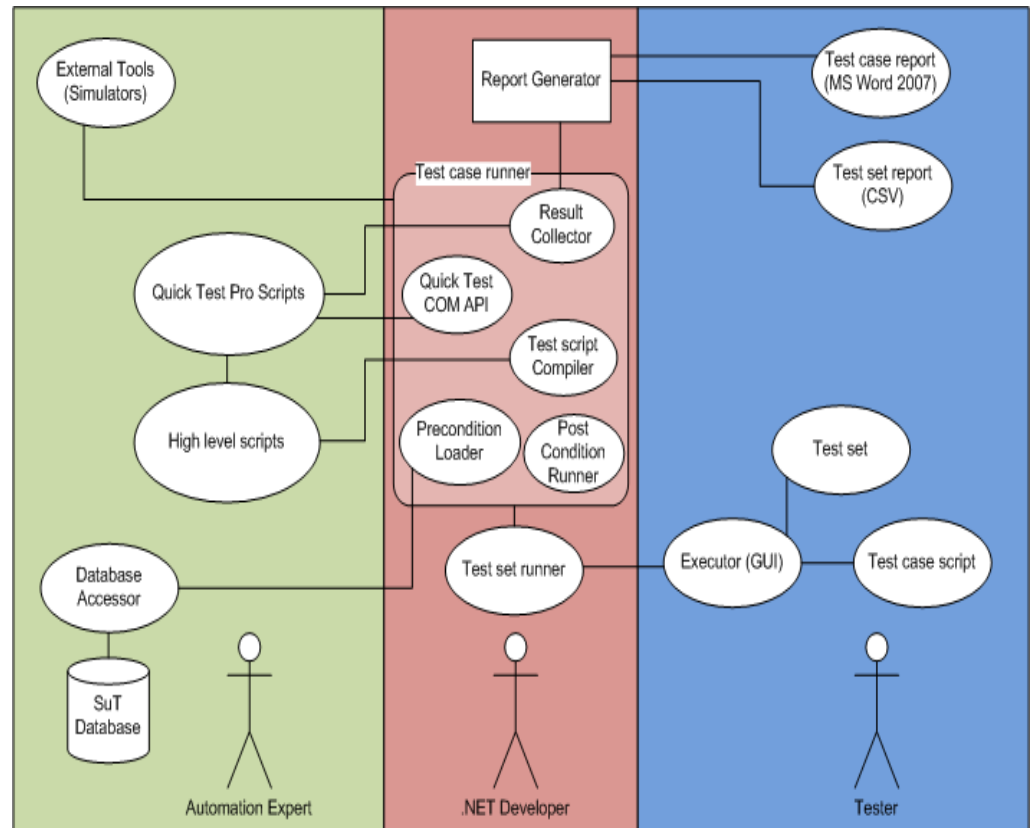 External Tools
(Simulators)
Report Generator
Test case report
(MS Word 2007)
Test case runner
Test set report
(CSV)
Result
Collector
Quick Test Pro Scripts
Quick Test
COM API
Test script
Compiler
High level scripts
Precondition
Loader
Post
Condition
Runner
Test set
Database
Accessor
Test set runner
Executor (GUI)
Test case script
SuT
Database
Automation Expert
.NET Developer
Tester